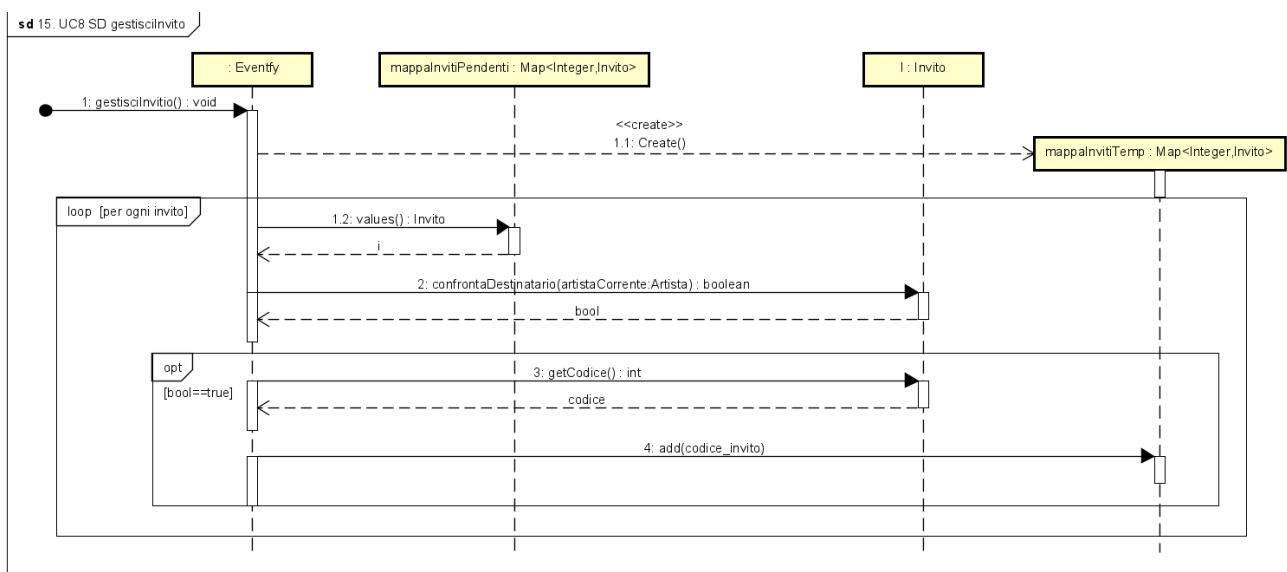 sd 15. UC8 SD gestisciInvito
: Eventfy
mappaInvitiPendenti : Map<Integer,Invito>
I : Invito
1: gestisciInvitio() : void
<<create>>
1.1: Create()
mappaInvitiTemp : Map<Integer,Invito>
loop [per ogni invito]
1.2: values() : Invito
i
2: confrontaDestinatario(artistaCorrente:Artista) : boolean
bool
opt
[bool==true]
3: getCodice() : int
codice
4: add(codice_invito)